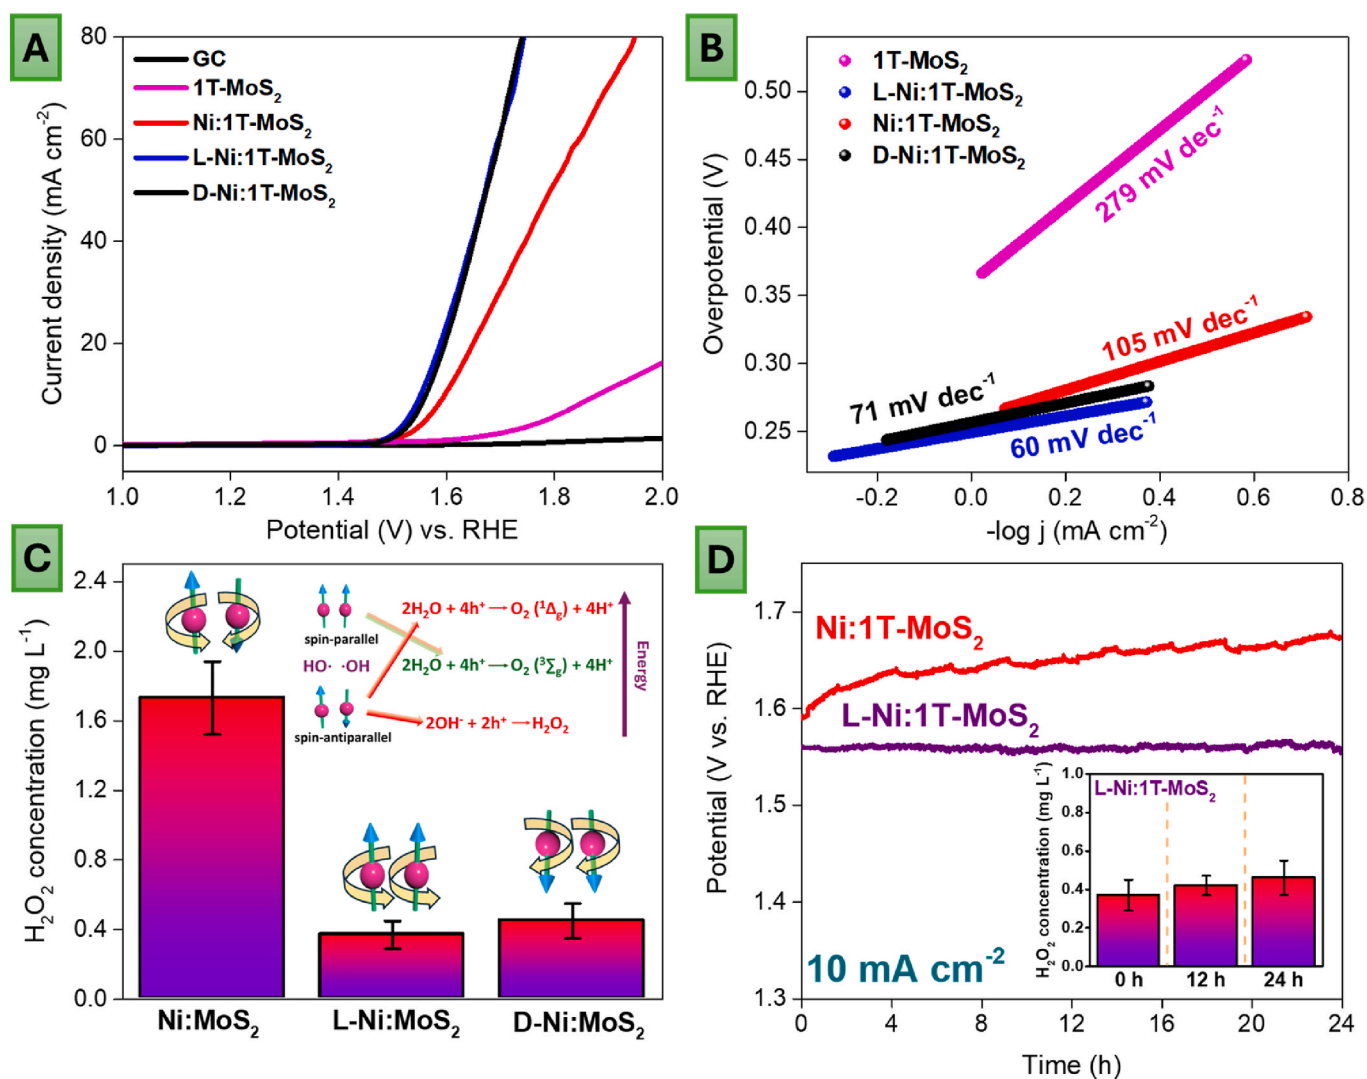 A
80
60
40
20
0
Current density (mA cm⁻²)
GC
1T-MoS₂
Ni:1T-MoS₂
L-Ni:1T-MoS₂
D-Ni:1T-MoS₂
1.0 1.2 1.4 1.6 1.8 2.0
Potential (V) vs. RHE
B
0.50
0.45
0.40
0.35
0.30
0.25
Overpotential (V)
1T-MoS₂
L-Ni:1T-MoS₂
Ni:1T-MoS₂
D-Ni:1T-MoS₂
279 mV dec⁻¹
105 mV dec⁻¹
71 mV dec⁻¹
60 mV dec⁻¹
-0.2 0.0 0.2 0.4 0.6 0.8
-log j (mA cm⁻²)
C
2.4
2.0
1.6
1.2
0.8
0.4
0.0
H₂O₂ concentration (mg L⁻¹)
spin-parallel
HO· ·OH
spin-antiparallel
2H₂O + 4h⁺ → O₂ (¹Δg) + 4H⁺
2H₂O + 4h⁺ → O₂ (³Σg) + 4H⁺
2OH⁻ + 2h⁺ → H₂O₂
Energy
Ni:MoS₂ L-Ni:MoS₂ D-Ni:MoS₂
D
1.7
1.6
1.5
1.4
1.3
Potential (V vs. RHE)
Ni:1T-MoS₂
L-Ni:1T-MoS₂
10 mA cm⁻²
1.0
0.8
0.6
0.4
0.2
0.0
H₂O₂ concentration (mg L⁻¹)
L-Ni:1T-MoS₂
0 h 12 h 24 h
0 4 8 12 16 20 24
Time (h)